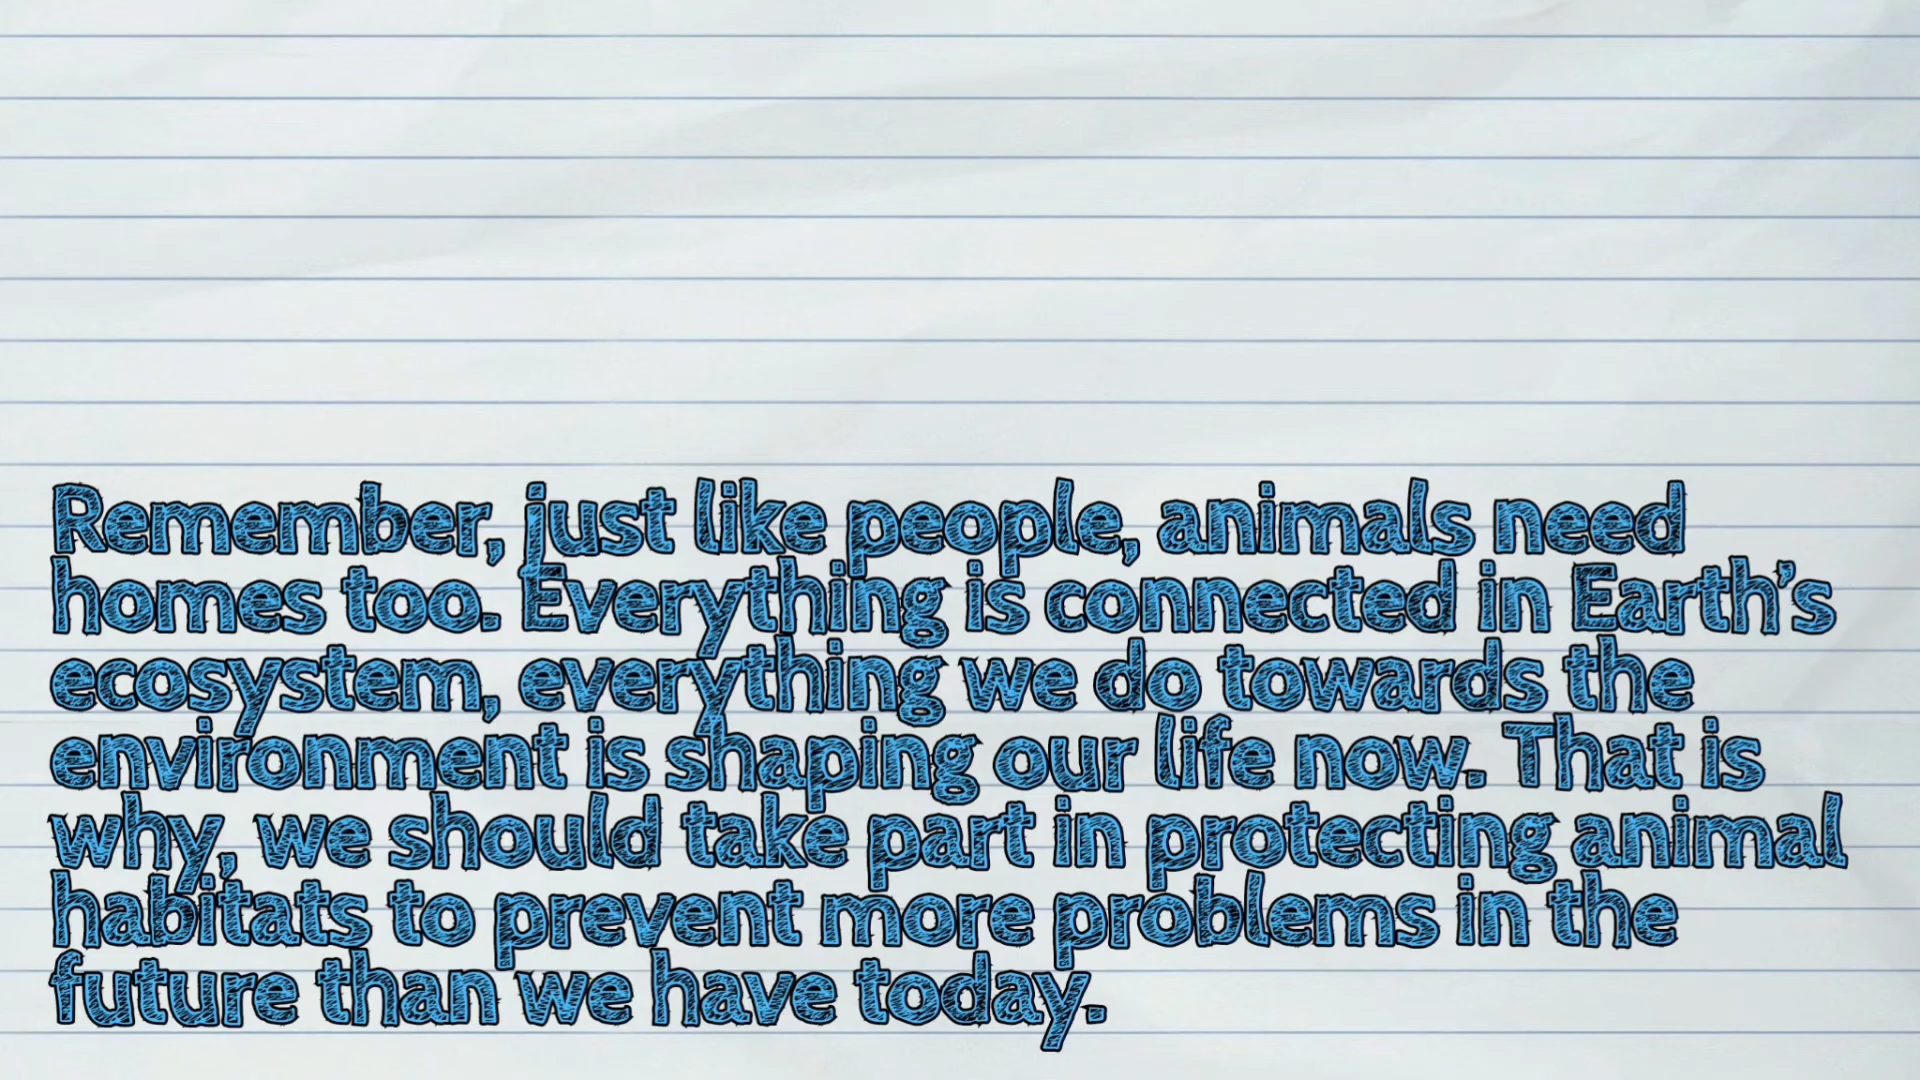 Remember, just like people, animals need
homes too. Everything is connected in Earth’s
ecosystem, everything we do towards the
environment is shaping our life now. That is
why, we should take part in protecting animal
habitats to prevent more problems in the
future than we have today.